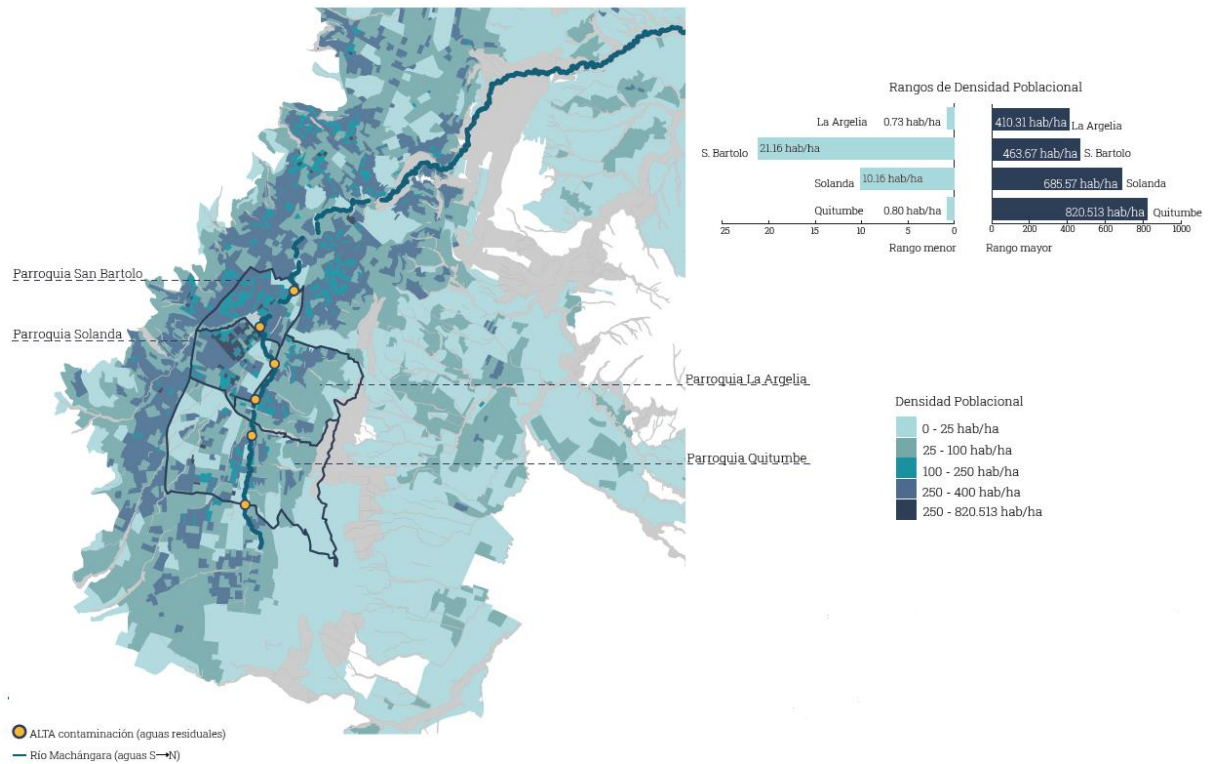 Rangos de Densidad Poblacional
La Argelia 0.73 hab/ha 410.31 hab/ha La Argelia
S. Bartolo 21.16 hab/ha 463.67 hab/ha S. Bartolo
Solanda 10.16 hab/ha 685.57 hab/ha Solanda
Quitumbe 0.80 hab/ha 820.513 hab/ha Quitumbe
25 20 15 10 5 0 0 200 400 600 800 1000
Rango menor Rango mayor
Parroquia San Bartolo
Parroquia Solanda
Parroquia La Argelia
Parroquia Quitumbe
Densidad Poblacional
0 - 25 hab/ha
25 - 100 hab/ha
100 - 250 hab/ha
250 - 400 hab/ha
250 - 820.513 hab/ha
ALTA contaminación (aguas residuales)
Río Machángara (aguas S→N)